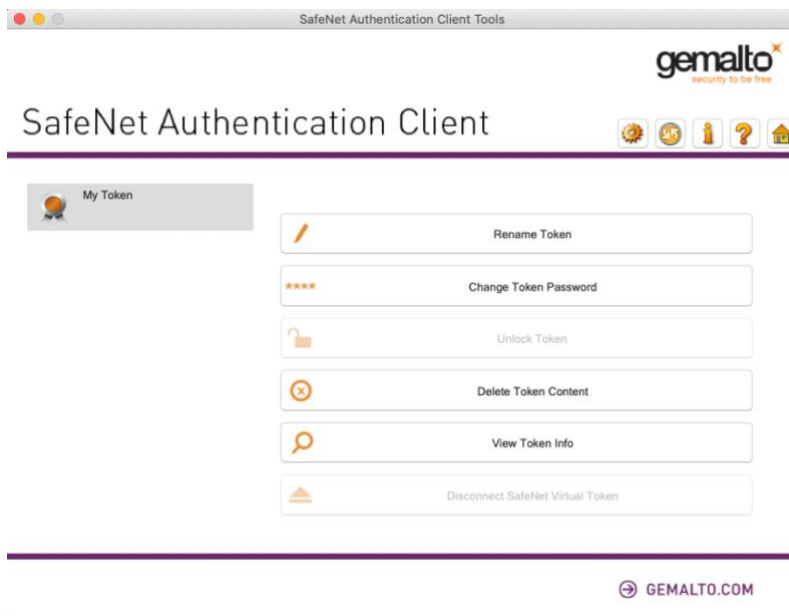 SafeNet Authentication Client Tools
gemalto
security to be free
SafeNet Authentication Client
My Token
Rename Token
**** Change Token Password
Unlock Token
Delete Token Content
View Token Info
Disconnect SafeNet Virtual Token
GEMALTO.COM